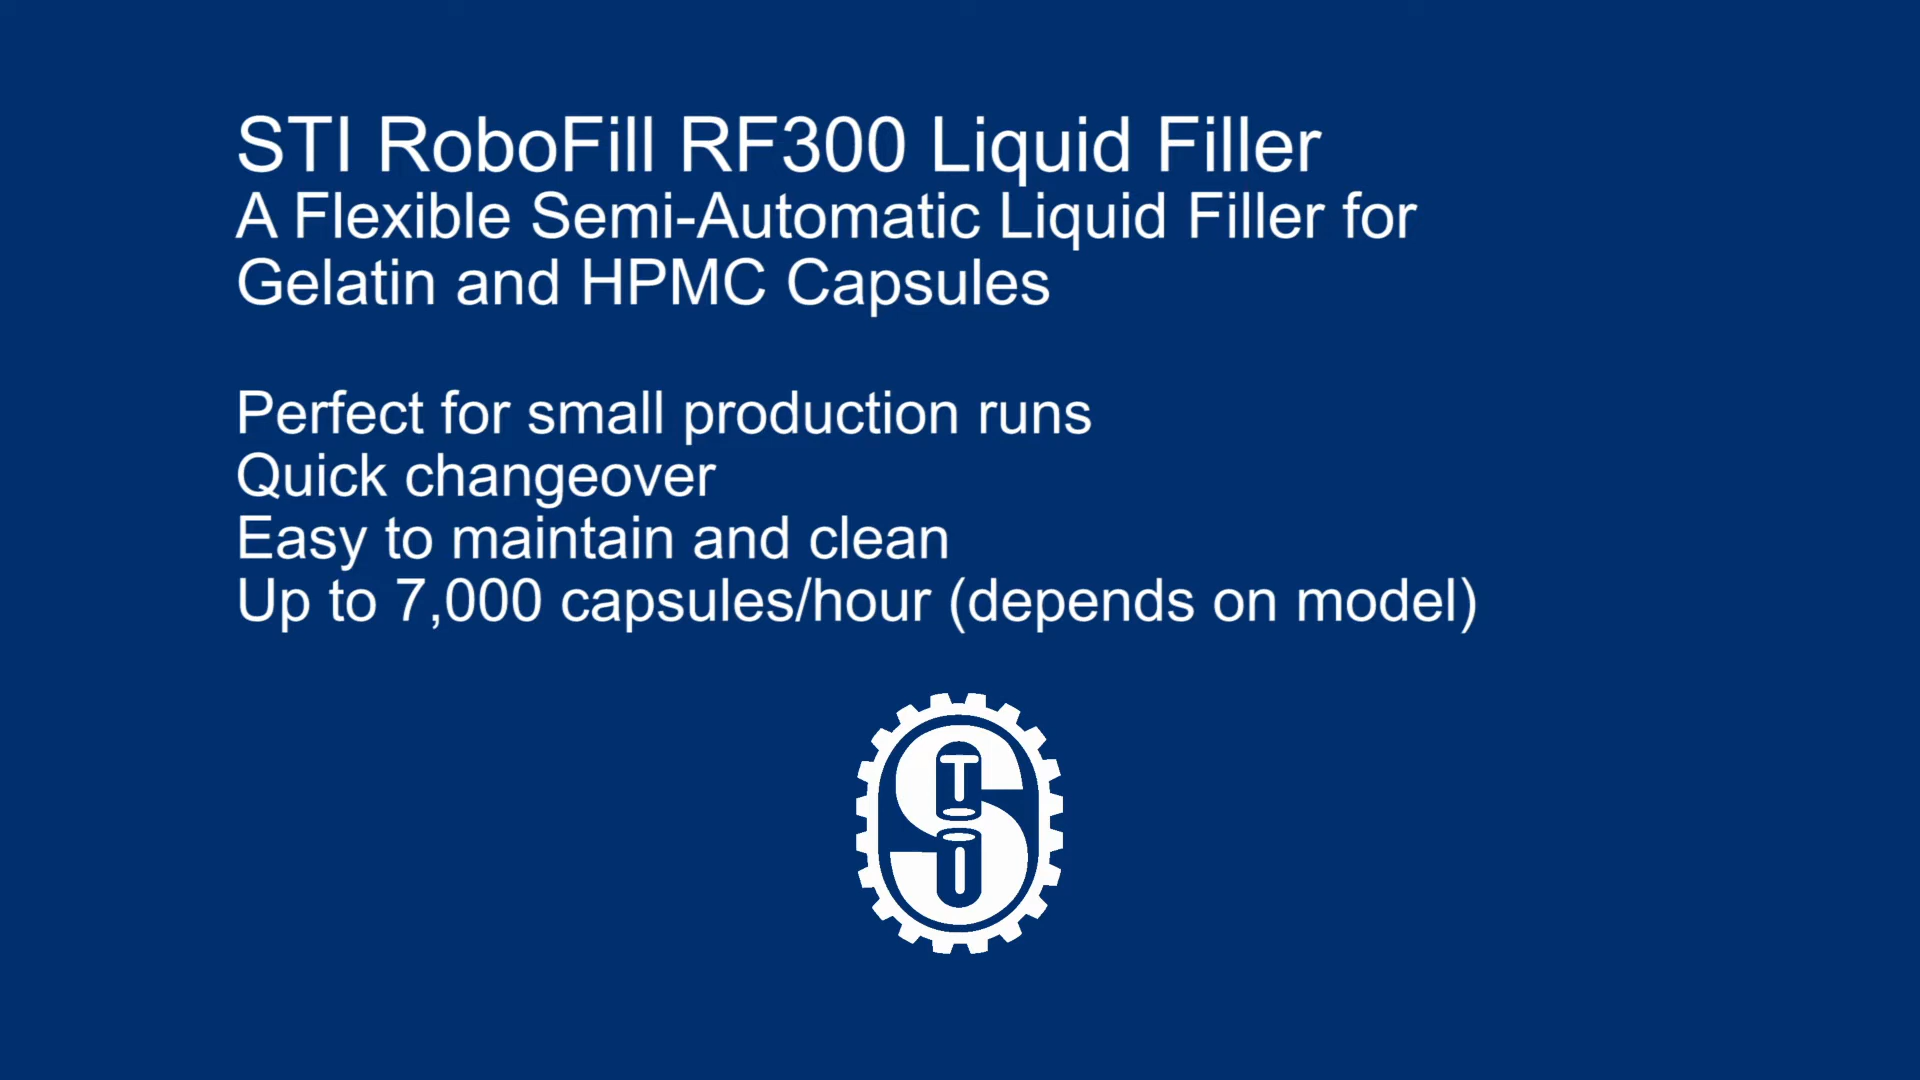 STI RoboFill RF300 Liquid Filler
A Flexible Semi-Automatic Liquid Filler for
Gelatin and HPMC Capsules
Perfect for small production runs
Quick changeover
Easy to maintain and clean
Up to 7,000 capsules/hour (depends on model)
STI